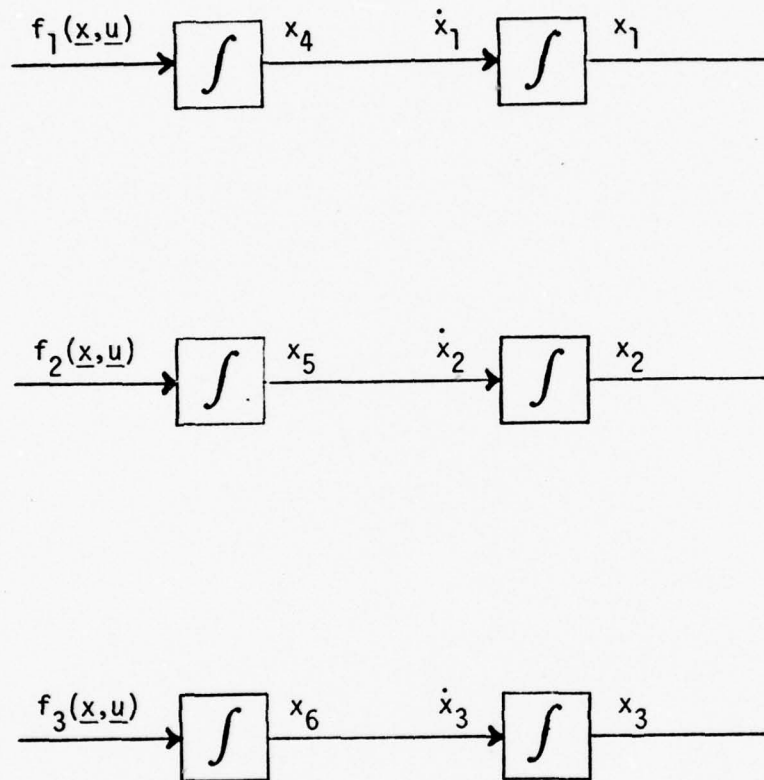 f₁(x̲,u̲) ∫ x₄ ẋ₁ ∫ x₁
f₂(x̲,u̲) ∫ x₅ ẋ₂ ∫ x₂
f₃(x̲,u̲) ∫ x₆ ẋ₃ ∫ x₃